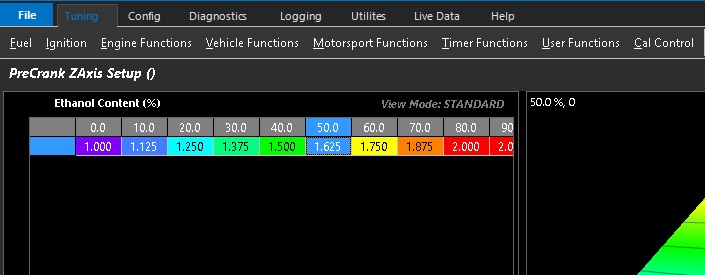 File Tuning Config Diagnostics Logging Utilites Live Data Help
Fuel Ignition Engine Functions Vehicle Functions Motorsport Functions Timer Functions User Functions Cal Control
PreCrank ZAxis Setup ()
Ethanol Content (%) View Mode: STANDARD 50.0 %, 0
0.0 10.0 20.0 30.0 40.0 50.0 60.0 70.0 80.0 90
1.000 1.125 1.250 1.375 1.500 1.625 1.750 1.875 2.000 2.0